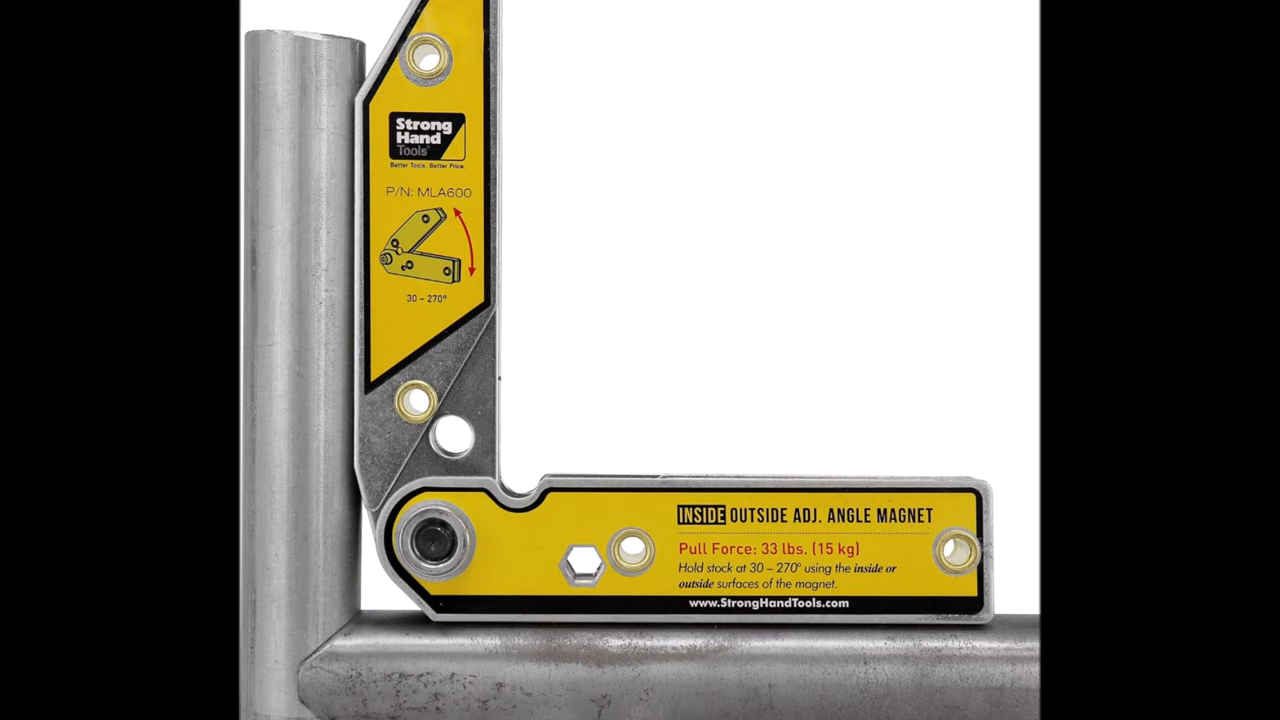 Strong
Hand
Tools
Better Tools. Better Price.
P/N: MLA600
30 – 270°
INSIDE OUTSIDE ADJ. ANGLE MAGNET
Pull Force: 33 lbs. (15 kg)
Hold stock at 30 – 270° using the inside or
outside surfaces of the magnet.
www.StrongHandTools.com